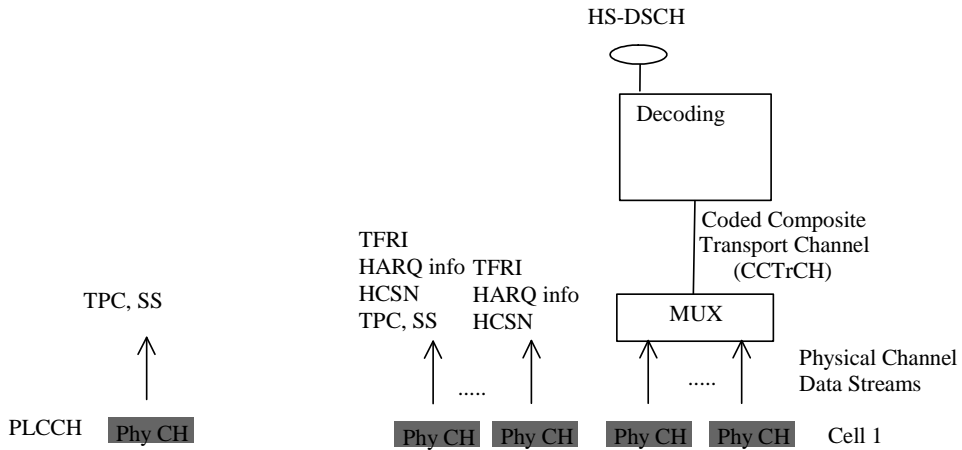 HS-DSCH
Decoding
Coded Composite
Transport Channel
(CCTrCH)
TFRI
HARQ info
HCSN
TPC, SS
TFRI
HARQ info
HCSN
TPC, SS
MUX
Physical Channel
Data Streams
.....
.....
PLCCH
Phy CH
Phy CH
Phy CH
Phy CH
Phy CH
Cell 1